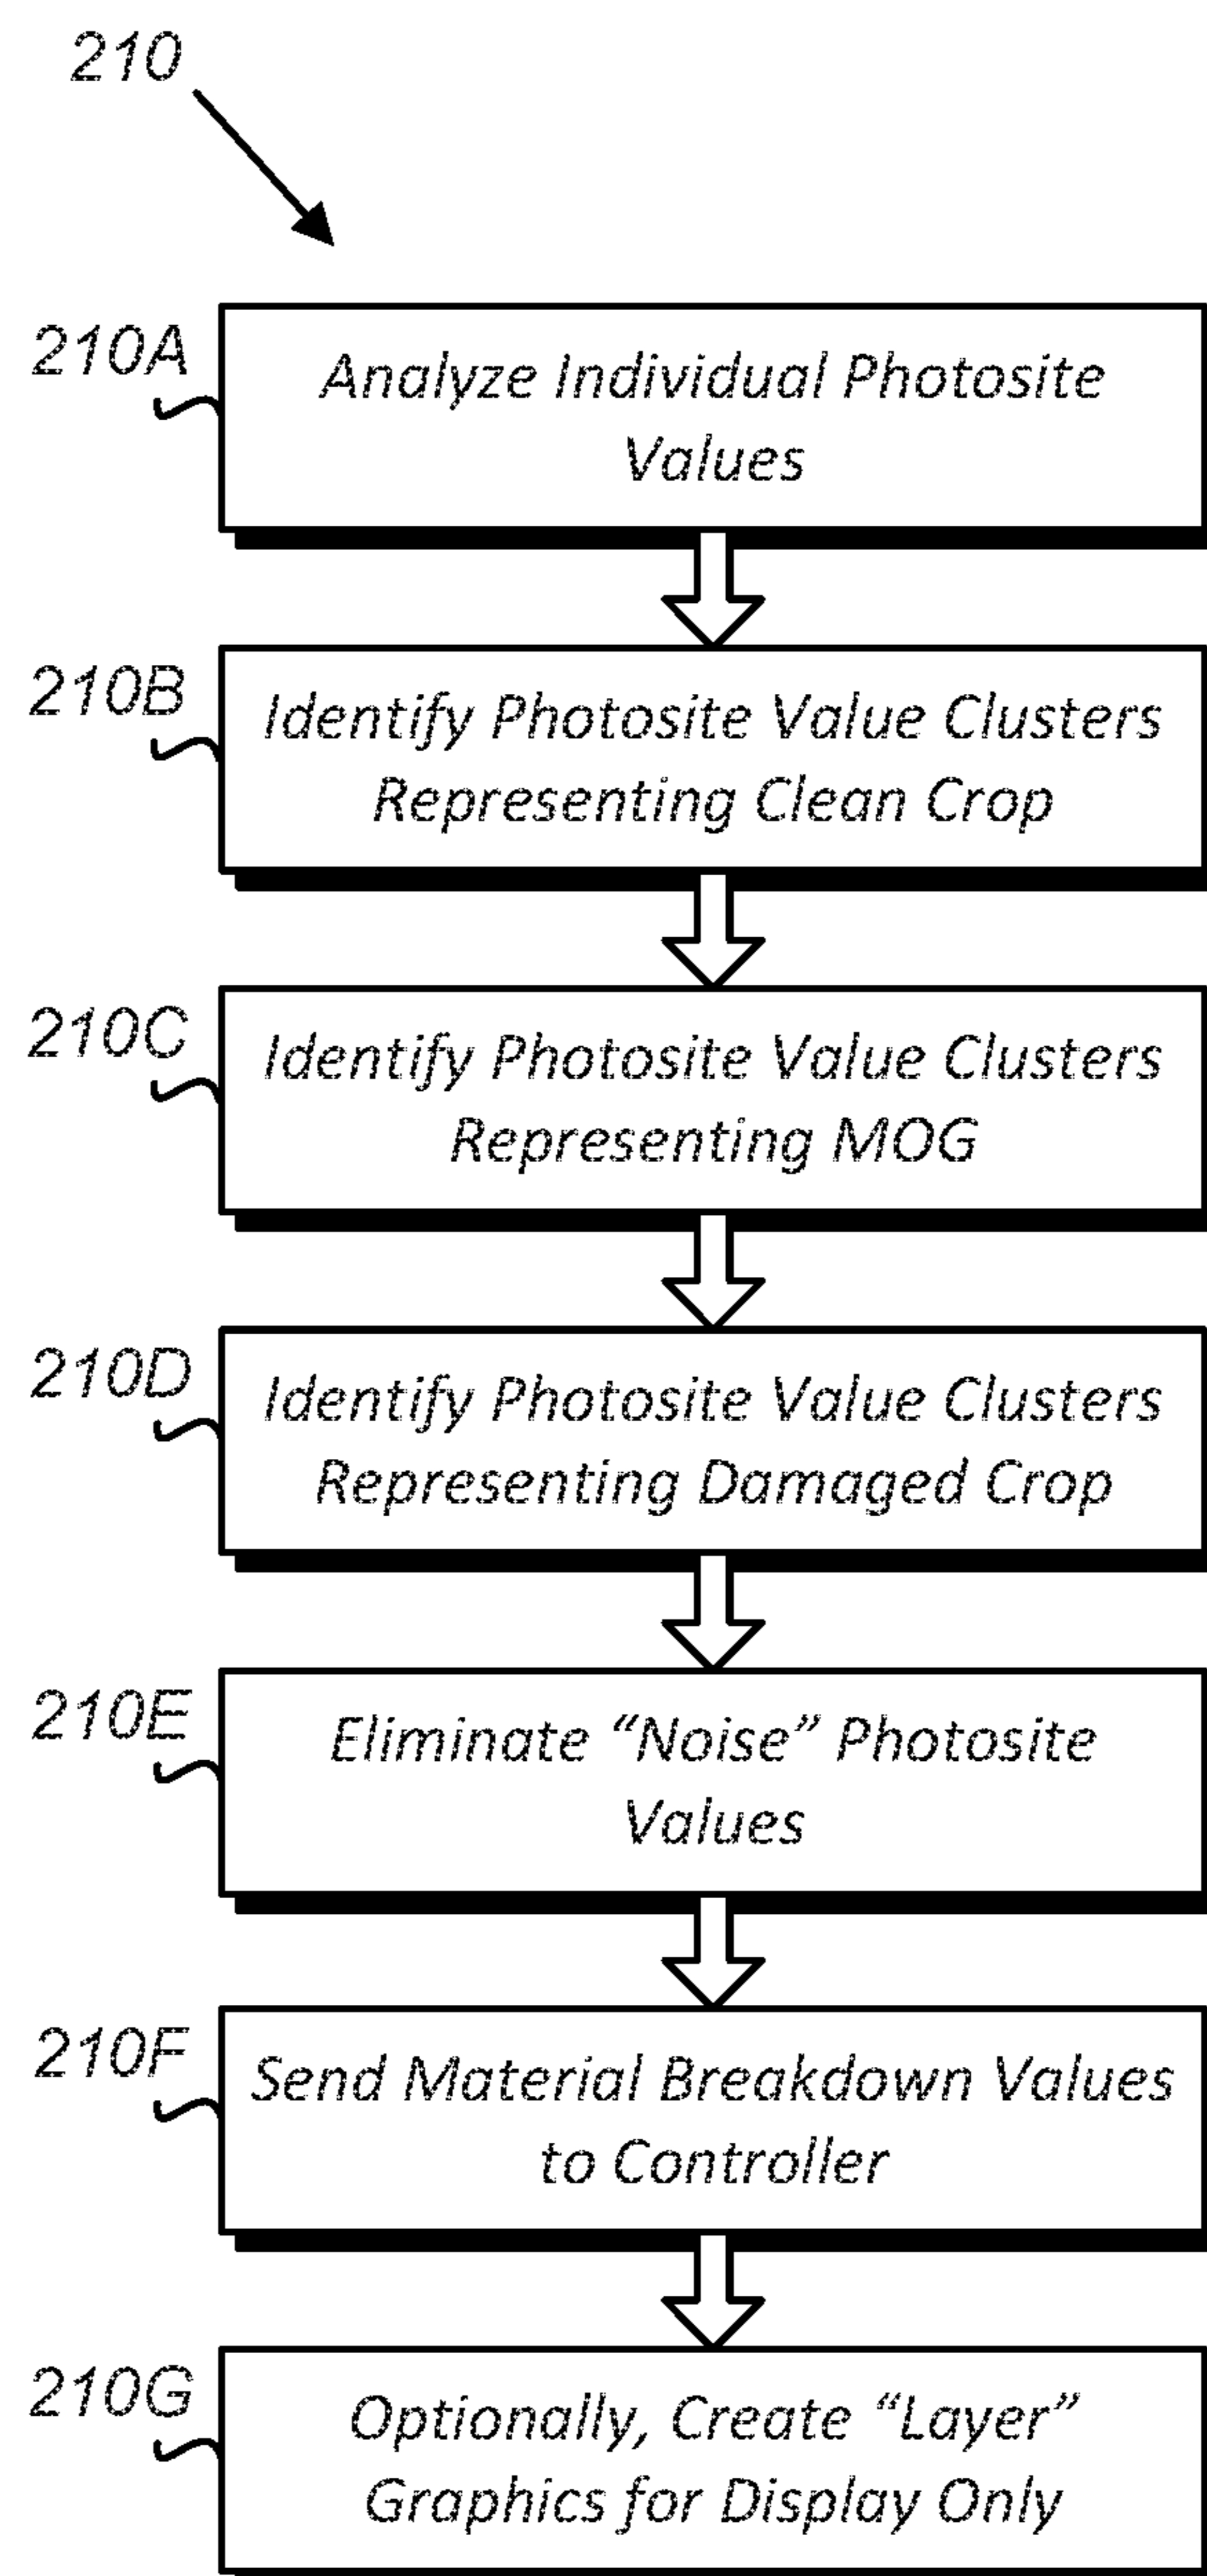 210
210A
Analyze Individual Photosite
Values
210B
Identify Photosite Value Clusters
Representing Clean Crop
210C
Identify Photosite Value Clusters
Representing MOG
210D
Identify Photosite Value Clusters
Representing Damaged Crop
210E
Eliminate “Noise” Photosite
Values
210F
Send Material Breakdown Values
to Controller
210G
Optionally, Create “Layer”
Graphics for Display Only